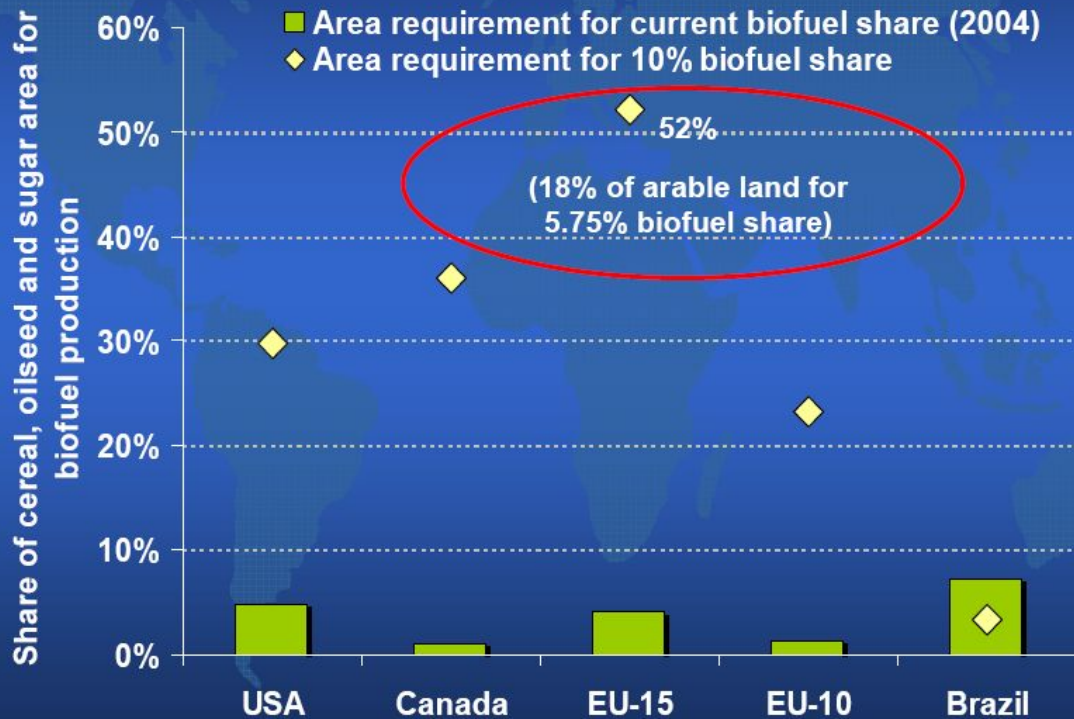 Share of cereal, oilseed and sugar area for
biofuel production
Area requirement for current biofuel share (2004)
Area requirement for 10% biofuel share
60%
50%
40%
30%
20%
10%
0%
52%
(18% of arable land for
5.75% biofuel share)
USA
Canada
EU-15
EU-10
Brazil